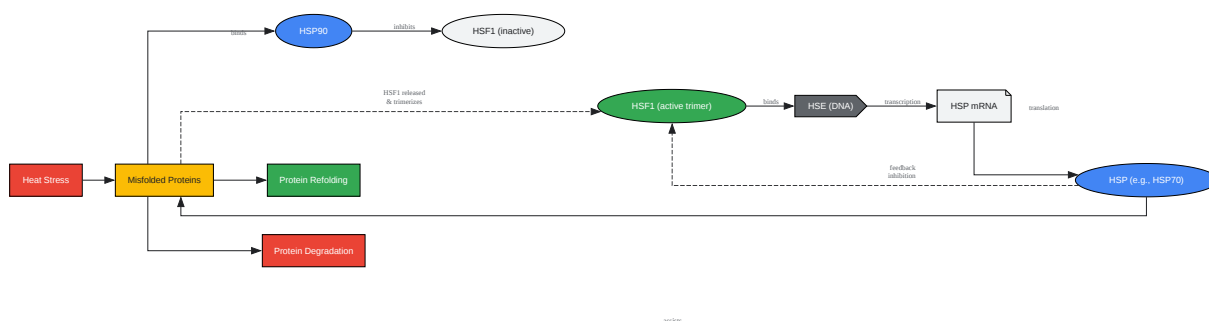 binds
HSP90
inhibits
HSF1 (inactive)
HSF1 released
& trimerizes
HSF1 (active trimer)
binds
HSE (DNA)
transcription
HSP mRNA
translation
Heat Stress
Misfolded Proteins
Protein Refolding
feedback
inhibition
HSP (e.g., HSP70)
Protein Degradation